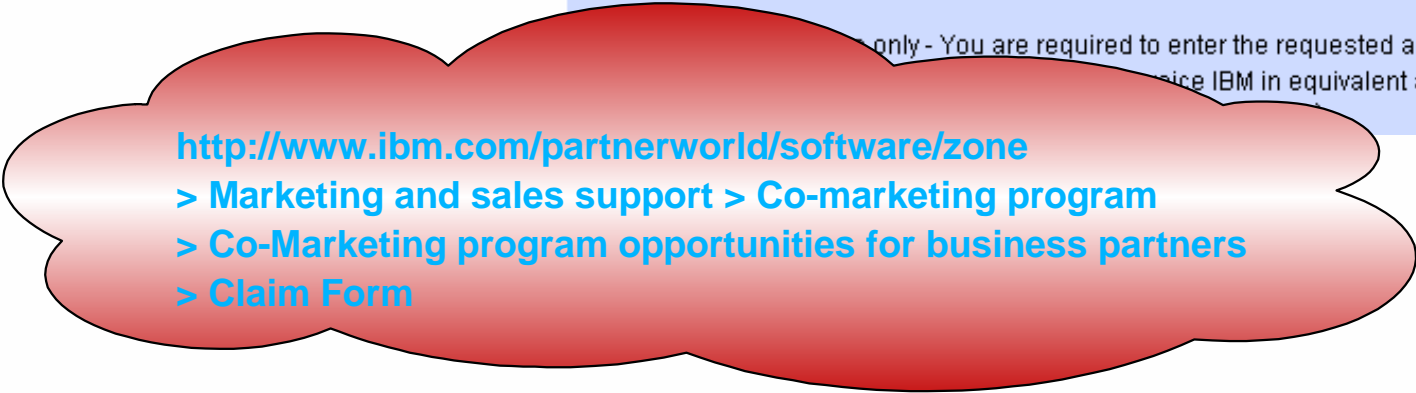 only - You are required to enter the requested
IBM in equivalent
http://www.ibm.com/partnerworld/software/zone
> Marketing and sales support > Co-marketing program
> Co-Marketing program opportunities for business partners
> Claim Form